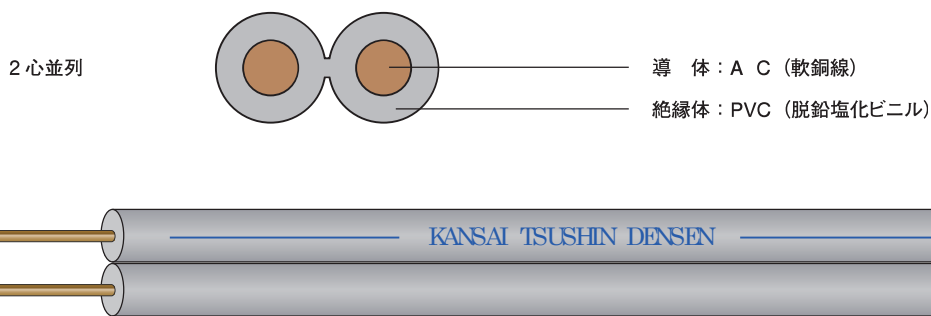 2心並列
導　体：A C（軟銅線）
絶縁体：PVC（脱鉛塩化ビニル）
KANSAI TSUSHIN DENSEN